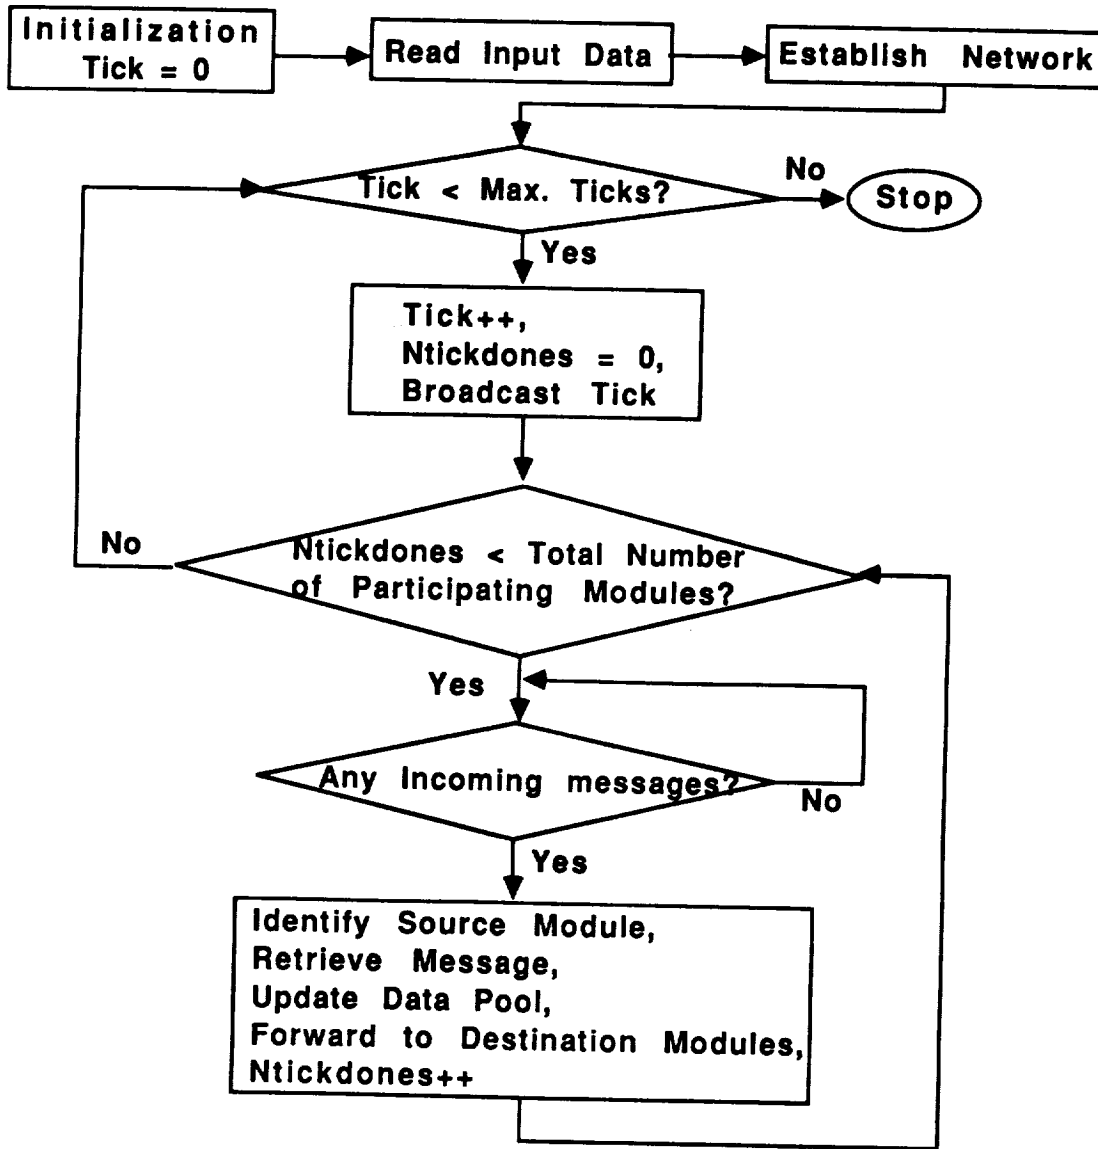 Initialization
Tick = 0
Read Input Data
Establish Network
Tick < Max. Ticks?
No
Stop
Yes
Tick++,
Ntickdones = 0,
Broadcast Tick
No
Ntickdones < Total Number
of Participating Modules?
Yes
Any Incoming messages?
No
Yes
Identify Source Module,
Retrieve Message,
Update Data Pool,
Forward to Destination Modules,
Ntickdones++